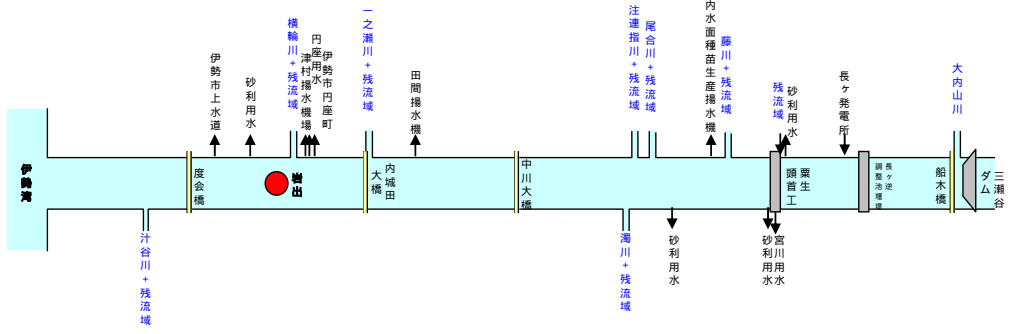 伊勢湾
汁谷川+残流域
度会橋
伊勢市上水道
砂利用水
横輪川+残流域
岩出
津村揚水機場
円座用水
伊勢市円座町
一之瀬川+残流域
大橋
内城田
田間揚水機
中川大橋
注連指川+残流域
尾合川+残流域
濁川+残流域
砂利用水
内水面種苗生産揚水機
藤川+残流域
残流域
砂利用水
粟生
頭首工
砂利用水
宮川用水
長ヶ発電所
長ヶ逆
調整池堰堤
船木橋
大内山川
三瀬谷
ダム